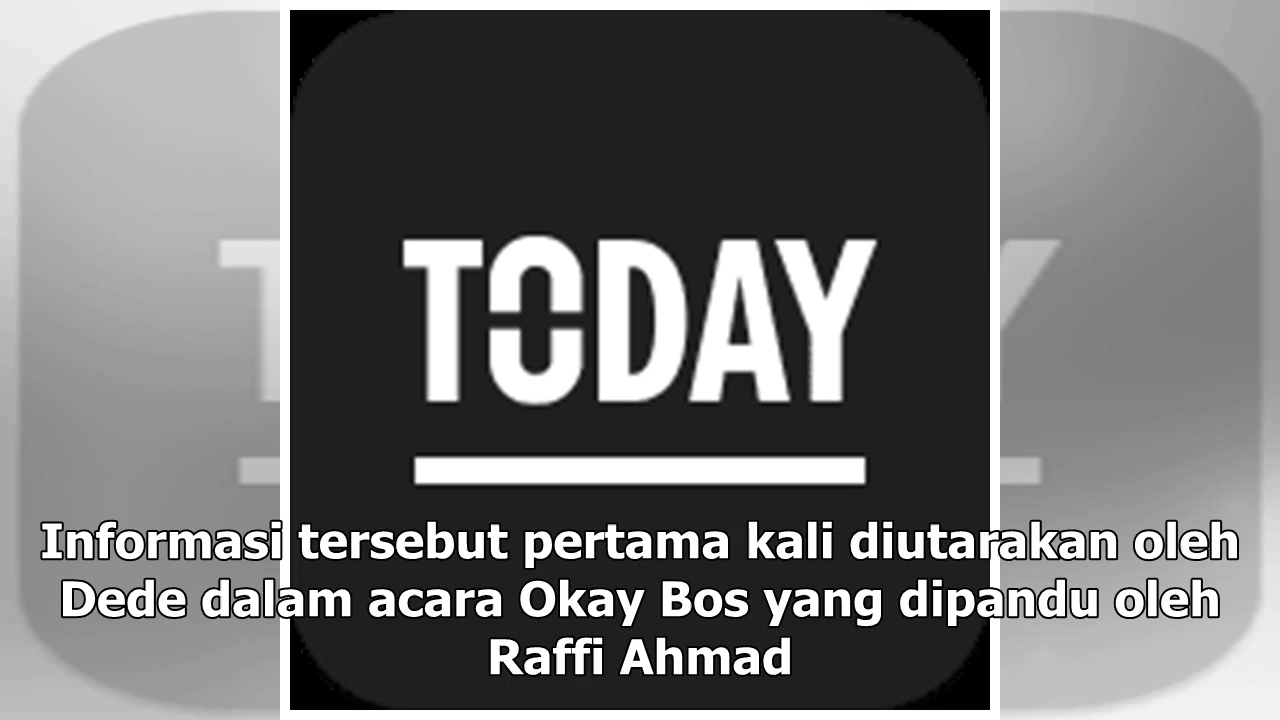 TODAY
Informasi tersebut pertama kali diutarakan oleh
Dede dalam acara Okay Bos yang dipandu oleh
Raffi Ahmad